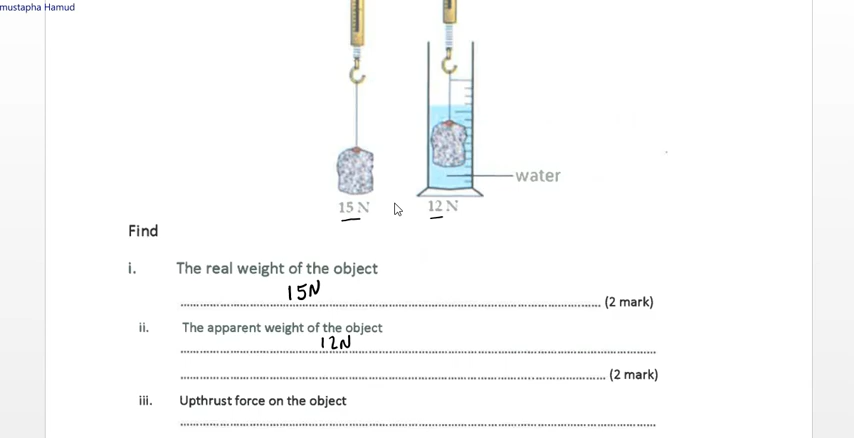 mustapha Hamud
water
15 N
12 N
Find
i. The real weight of the object
15N
(2 mark)
ii. The apparent weight of the object
12N
(2 mark)
iii. Upthrust force on the object